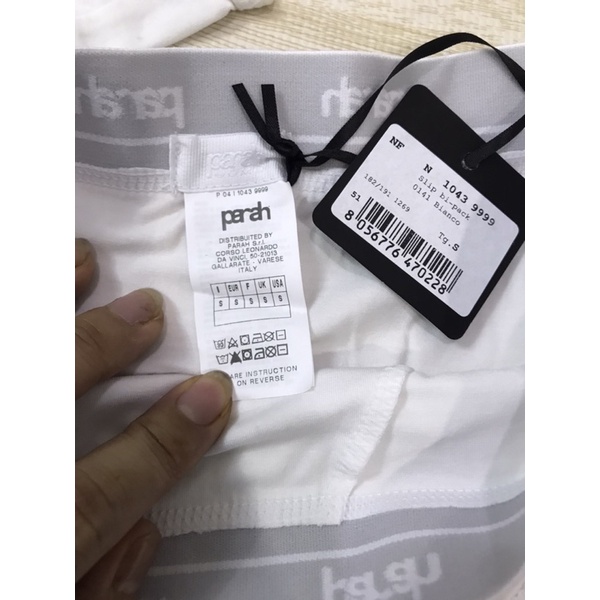 parah
parah
parah
P 04 I 1043 9999
parah
DISTRIBUTED BY
PARAH S.r.l.
CORSO LEONARDO
DA VINCI, 50-21013
GALLARATE - VARESE
ITALY
I EUR F UK USA
S S S S S
CARE INSTRUCTION
ON REVERSE
NF
N 1043 9999
Slip bi-pack
0141 Bianco
182/191 1269
Tg:S
51
8 056776 470228
parah